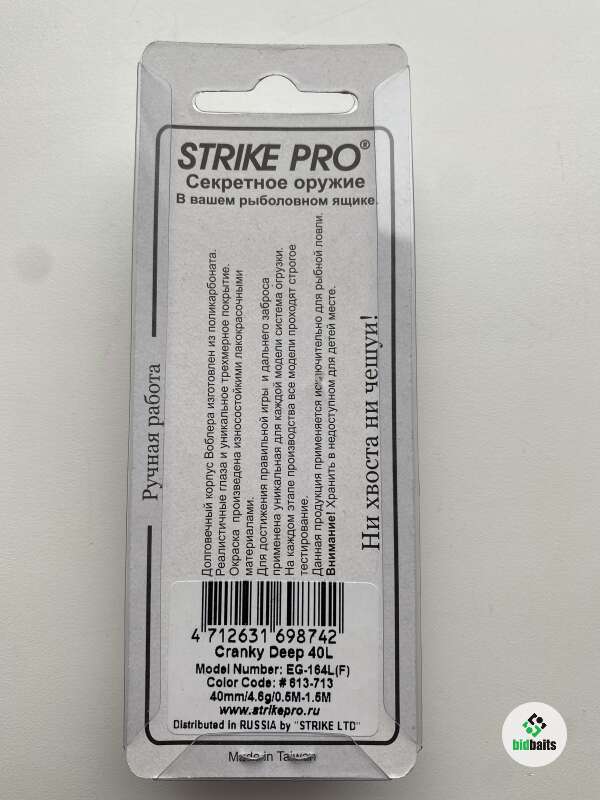 STRIKE PRO®
Секретное оружие
В вашем рыболовном ящике.
Ручная работа
Долговечный корпус Воблера изготовлен из поликарбоната.
Реалистичные глаза и уникальное трехмерное покрытие.
Окраска произведена износостойкими лакокрасочными
материалами.
Для достижения правильной игры и дальнего заброса
применена уникальная для каждой модели система огрузки.
На каждом этапе производства все модели проходят строгое
тестирование.
Данная продукция применяется исключительно для рыбной ловли.
Внимание! Хранить в недоступном для детей месте.
Ни хвоста ни чешуи!
4 712631 698742
Cranky Deep 40L
Model Number: EG-164L(F)
Color Code: # 613-713
40mm/4.6g/0.5M-1.5M
www.strikepro.ru
Distributed in RUSSIA by "STRIKE LTD"
Made in Taiwan
bidbaits